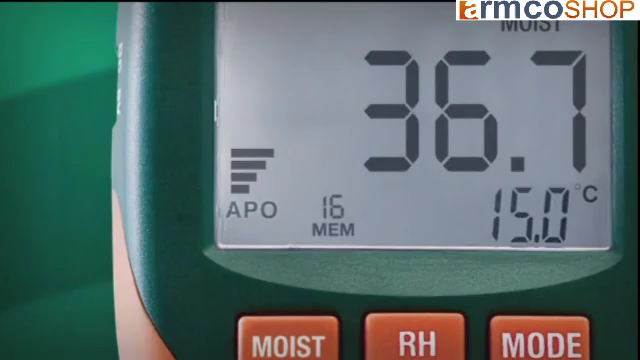 armcoSHOP
MOIST
36.7
APO
16
MEM
15.0 °C
MOIST
RH
MODE